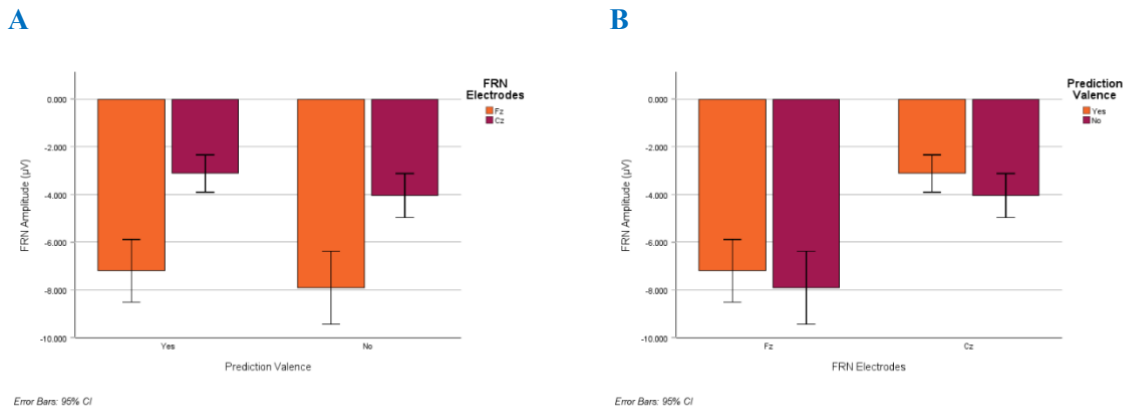 A
FRN
Electrodes
Fz
Cz
0.000
-2.000
-4.000
-6.000
-8.000
-10.000
FRN Amplitude (µV)
Yes
No
Prediction Valence
Error Bars: 95% CI
B
Prediction
Valence
Yes
No
0.000
-2.000
-4.000
-6.000
-8.000
-10.000
FRN Amplitude (µV)
Fz
Cz
FRN Electrodes
Error Bars: 95% CI